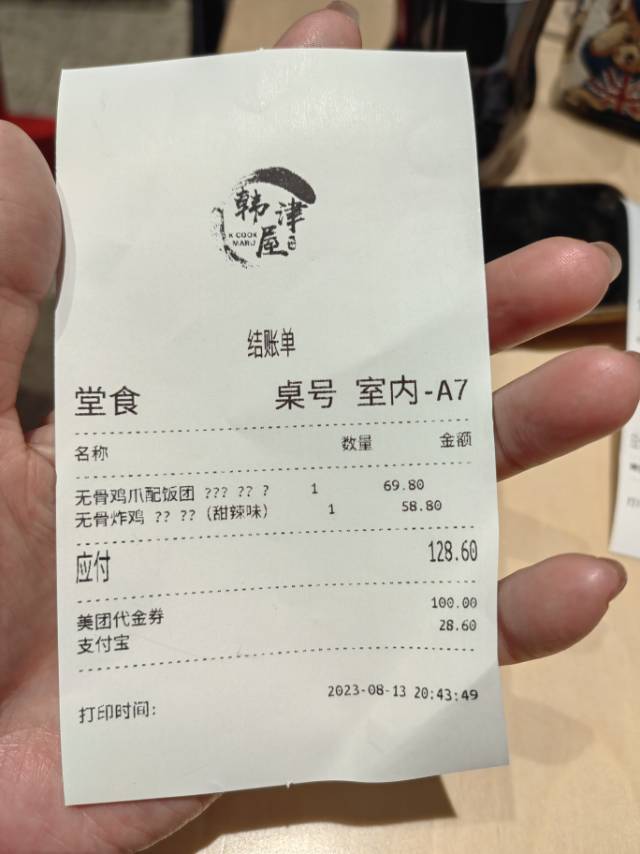 韩津屋
K COOK
MARU
结账单
堂食 桌号 室内-A7
名称 数量 金额
无骨鸡爪配饭团 ??? ?? ? 1 69.80
无骨炸鸡 ?? ??（甜辣味） 1 58.80
应付 128.60
美团代金券 100.00
支付宝 28.60
打印时间: 2023-08-13 20:43:49